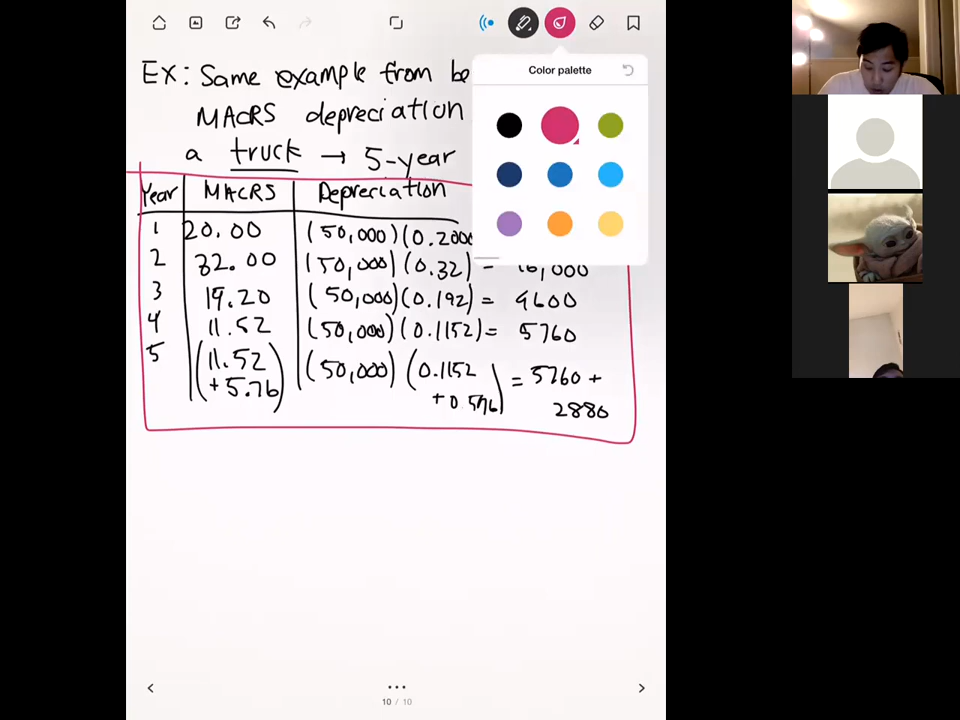 Color palette
Ex: Same example from be
MACRS depreciation
a truck → 5-year
Year MACRS Depreciation
1 20.00 (50,000)(0.2000
2 32.00 (50,000)(0.32) = 16,000
3 19.20 (50,000)(0.192) = 9600
4 11.52 (50,000)(0.1152) = 5760
5 (11.52 (50,000) (0.1152 = 5760 +
+5.76) +0.576) 2880
10 / 10